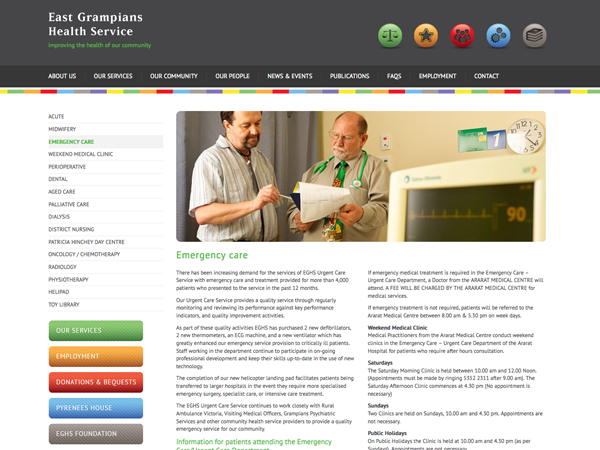 East Grampians
Health Service
improving the health of our community
ABOUT US
OUR SERVICES
OUR COMMUNITY
OUR PEOPLE
NEWS & EVENTS
PUBLICATIONS
FAQS
EMPLOYMENT
CONTACT
ACUTE
MIDWIFERY
EMERGENCY CARE
WEEKEND MEDICAL CLINIC
PERIOPERATIVE
DENTAL
AGED CARE
PALLIATIVE CARE
DIALYSIS
DISTRICT NURSING
PATRICIA HINCHEY DAY CENTRE
ONCOLOGY / CHEMOTHERAPY
RADIOLOGY
PHYSIOTHERAPY
HELIPAD
TOY LIBRARY
OUR SERVICES
EMPLOYMENT
DONATIONS & BEQUESTS
PYRENEES HOUSE
EGHS FOUNDATION
90
Emergency care
There has been increasing demand for the services of EGHS Urgent Care
Service with emergency care and treatment provided for more than 4,000
patients who presented to the service in the past 12 months.
Our Urgent Care Service provides a quality service through regularly
monitoring and reviewing its performance against key performance
indicators, and quality improvement activities.
As part of these quality activities EGHS has purchased 2 new defibrillators,
2 new thermometers, an ECG machine, and a new ventilator which has
greatly enhanced our emergency service provision to critically ill patients.
Staff working in the department continue to participate in on-going
professional development and keep their skills up-to-date in the use of new
technology.
The completion of our new helicopter landing pad facilitates patients being
transferred to larger hospitals in the event they require more specialised
emergency surgery, specialist care, or intensive care treatment.
The EGHS Urgent Care Service continues to work closely with Rural
Ambulance Victoria, Visiting Medical Officers, Grampians Psychiatric
Services and other community health service providers to provide a quality
emergency service for our community.
Information for patients attending the Emergency
Care/Urgent Care Department
If emergency medical treatment is required in the Emergency Care –
Urgent Care Department, a Doctor from the ARARAT MEDICAL CENTRE will
attend. A FEE WILL BE CHARGED BY THE ARARAT MEDICAL CENTRE for
medical services.
If emergency treatment is not required, patients will be referred to the
Ararat Medical Centre between 8.00 am & 5.30 pm on week days.
Weekend Medical Clinic
Medical Practitioners from the Ararat Medical Centre conduct weekend
clinics in the Emergency Care – Urgent Care Department of the Ararat
Hospital for patients who require after hours consultation.
Saturdays
The Saturday Morning Clinic is held between 10.00 am and 12.00 Noon.
(Appointments must be made by ringing 5352 2311 after 9.00 am). The
Saturday Afternoon Clinic commences at 4.30 pm (No appointment is
necessary)
Sundays
Two Clinics are held on Sundays, 10.00 am and 4.30 pm. Appointments are
not necessary.
Public Holidays
On Public Holidays the Clinic is held at 10.00 am and 4.30 pm (as per
Sundays). Appointments are not necessary.